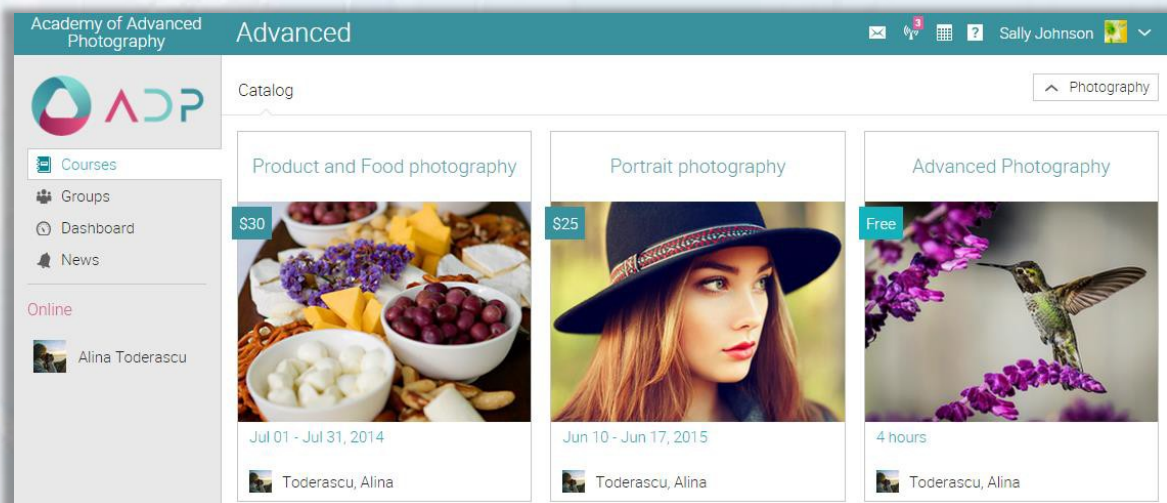 Academy of Advanced
Photography
Advanced
3
?
Sally Johnson
ADP
Courses
Groups
Dashboard
News
Online
Alina Toderascu
Catalog
Photography
Product and Food photography
$30
Jul 01 - Jul 31, 2014
Toderascu, Alina
Portrait photography
$25
Jun 10 - Jun 17, 2015
Toderascu, Alina
Advanced Photography
Free
4 hours
Toderascu, Alina